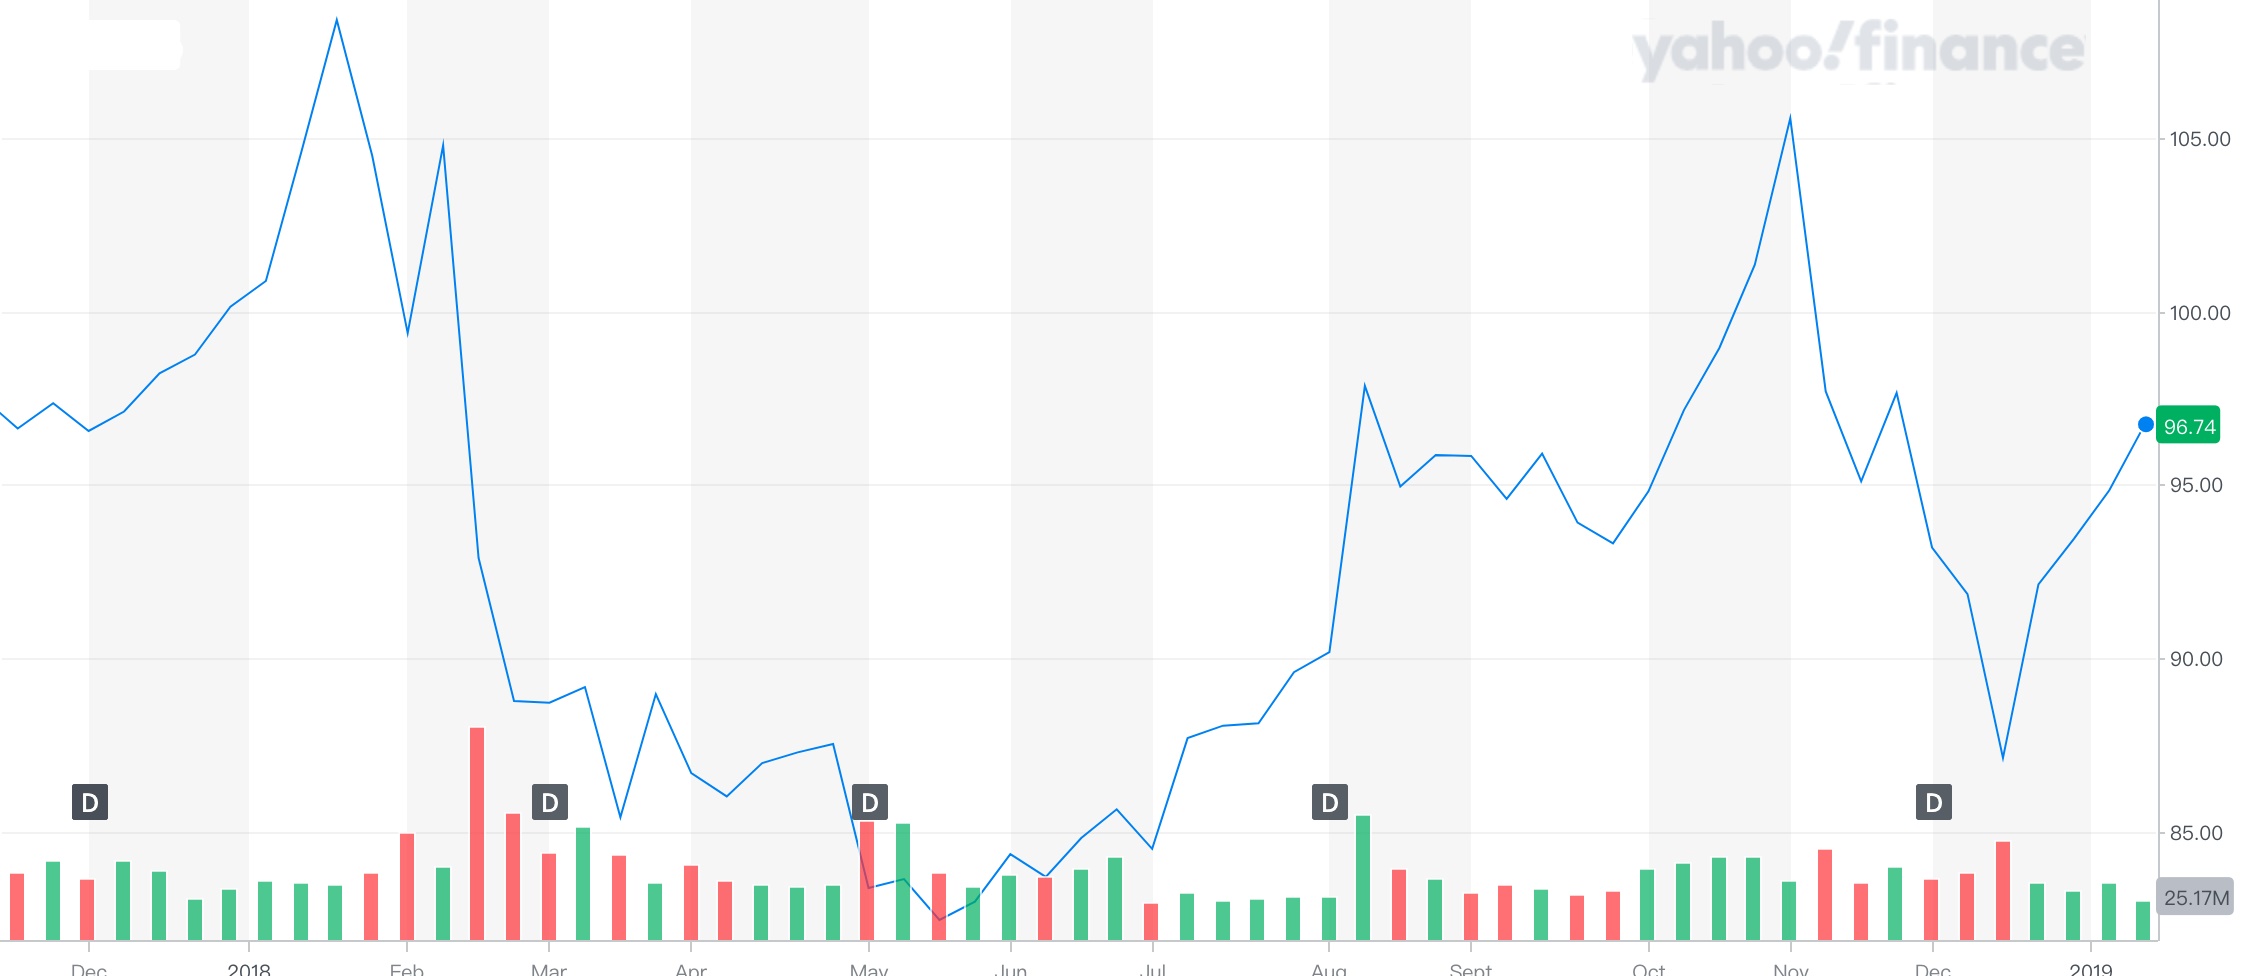 yahoo!finance
105.00
100.00
96.74
95.00
90.00
D D D D D
85.00
25.17M
Dec 2018 Feb Mar Apr May Jun Jul Aug Sept Oct Nov Dec 2019